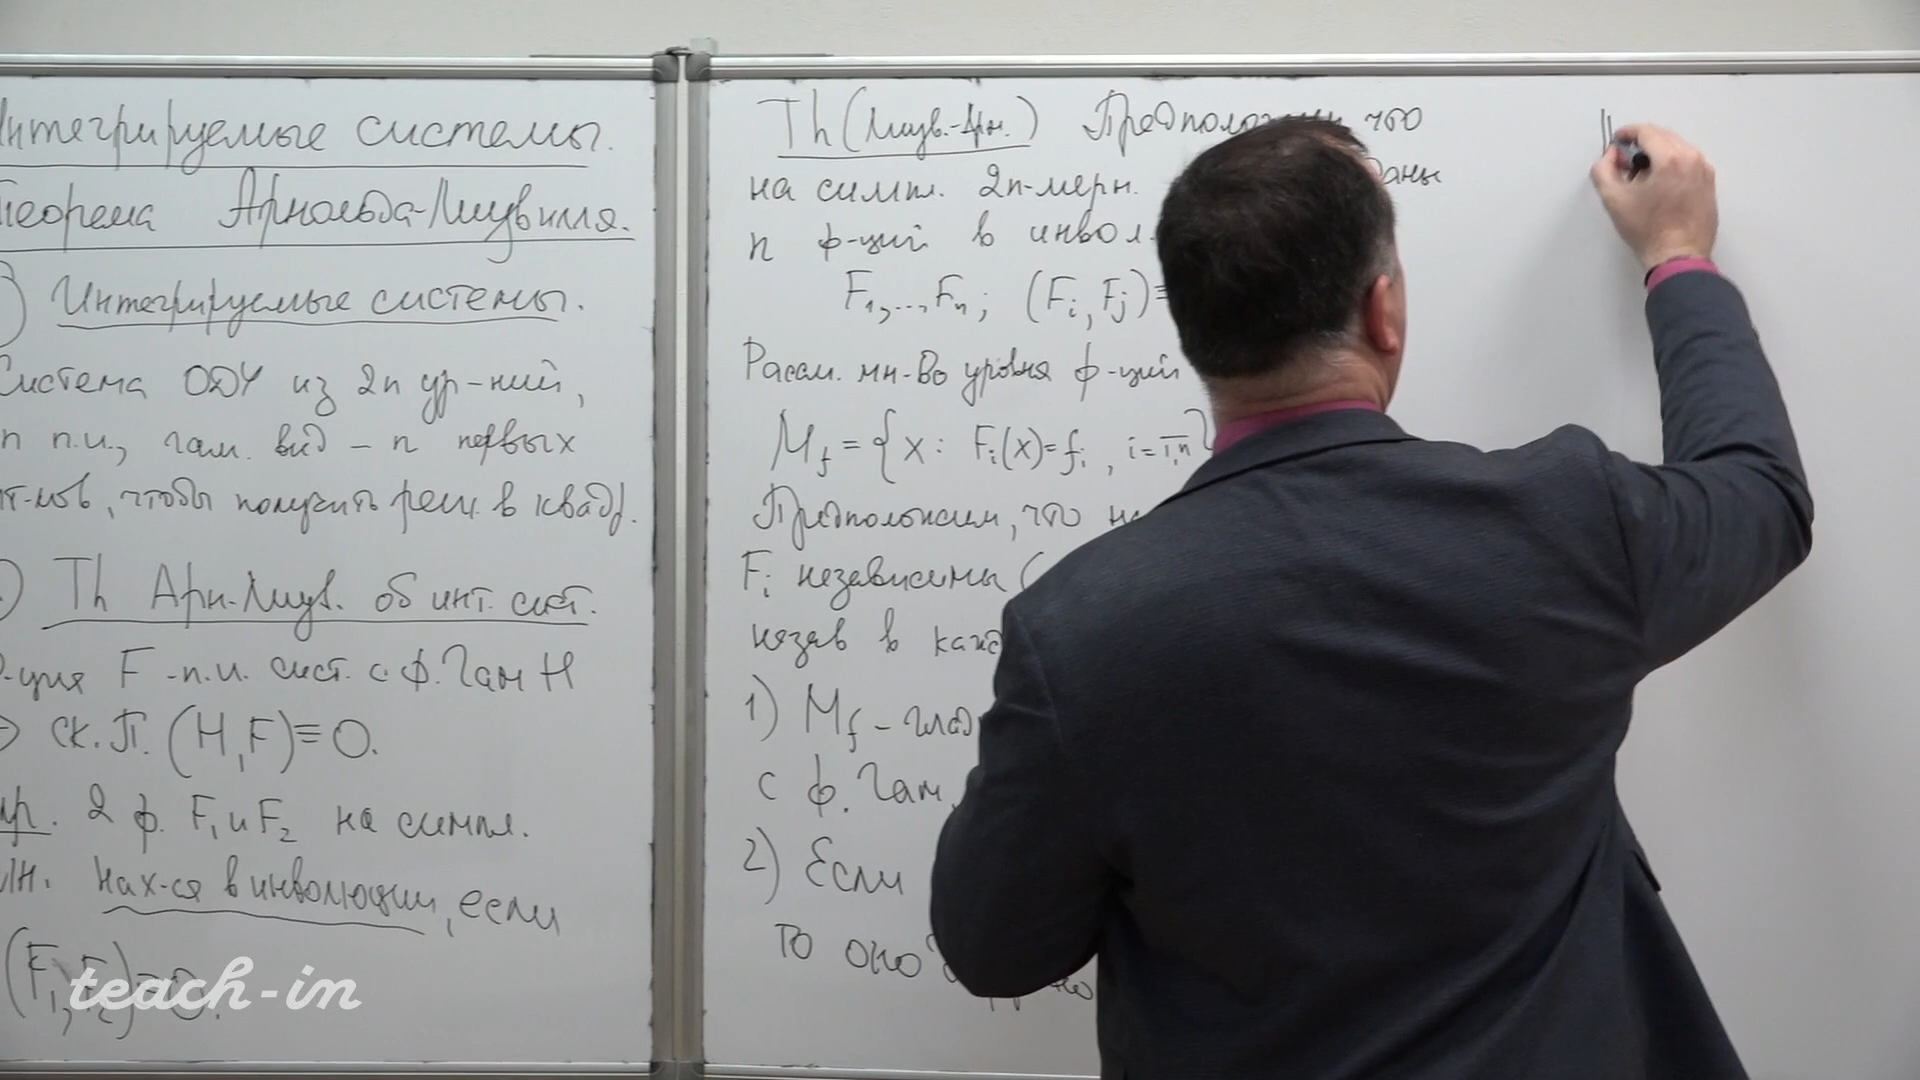 Интегрируемые системы.
Теорема Арнольда-Лиувилля.
) Интегрируемые системы.
Система ОДУ из 2n ур-ний,
n п.и., гам. вид - n первых
инт-лов, чтобы получить реш. в квадр.
) Th Арн-Лиув. об инт. сист.
Ф-ция F -п.и. сист. с ф. Гам H
⇒ ск. П. (H,F)≡0.
2 ф. F₁ и F₂ на симпл.
мн. нах-ся в инволюции, если
(F₁,F₂)≡0.
teach-in
Th (Лиув.-Арн.) Предположим что
на симпл. 2n-мерн. даны
n ф-ций в инвол.
F₁,...,Fₙ; (Fᵢ,Fⱼ)≡
Рассм. мн-во уровня ф-ций
M_f = {x: Fᵢ(x)=fᵢ, i=1,n}
Предположим, что на
Fᵢ независимы (
незав в кажд
1) M_f - глад
с ф. Гам.
2) Если
то оно